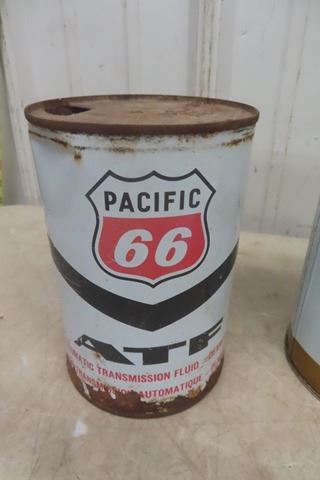 PACIFIC
66
ATF
TRANSMISSION FLUID
AUTOMATIQUE